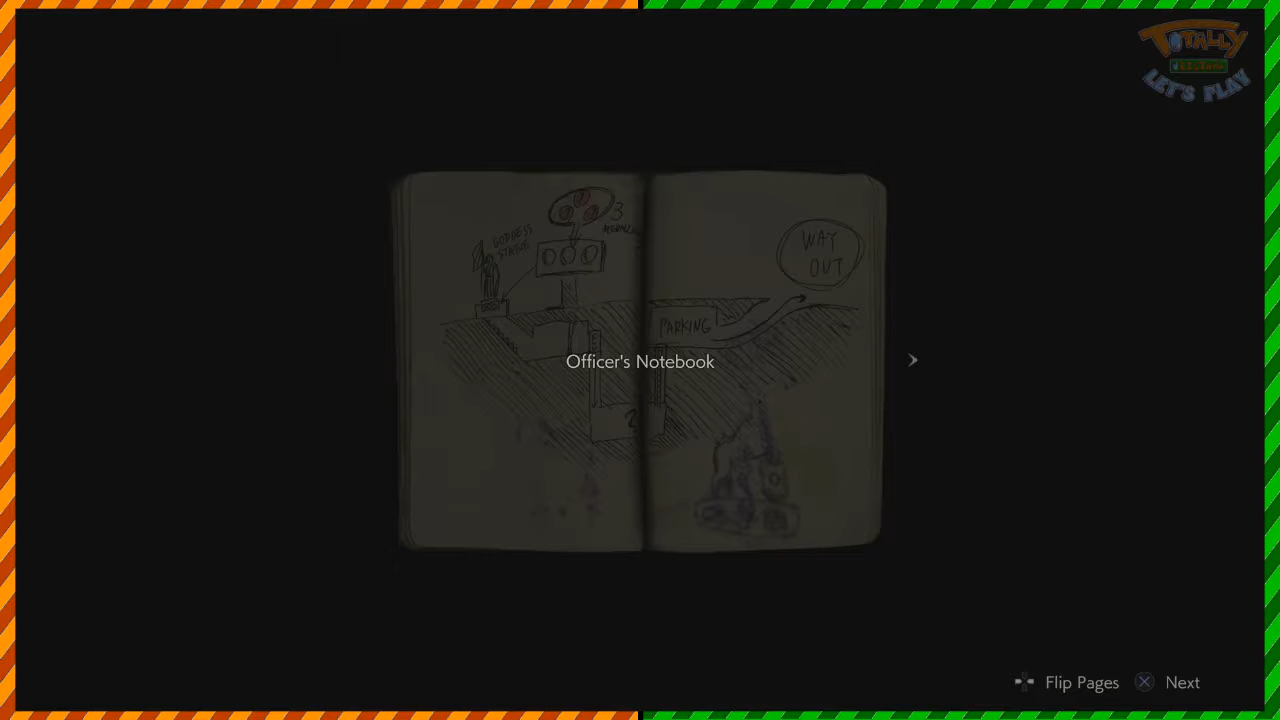 TOTALLY
LET'S PLAY
3
GODDESS
STATUE
WAY
OUT
PARKING
Officer's Notebook
2
Flip Pages
Next